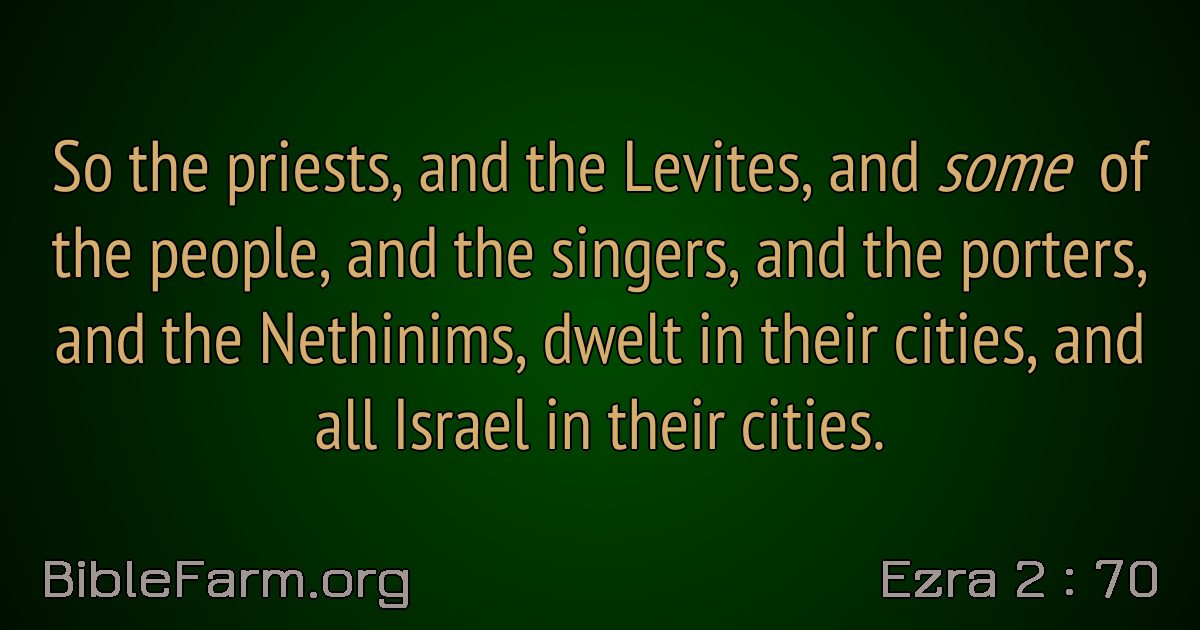 So the priests, and the Levites, and some of
the people, and the singers, and the porters,
and the Nethinims, dwelt in their cities, and
all Israel in their cities.
BibleFarm.org
Ezra 2 : 70